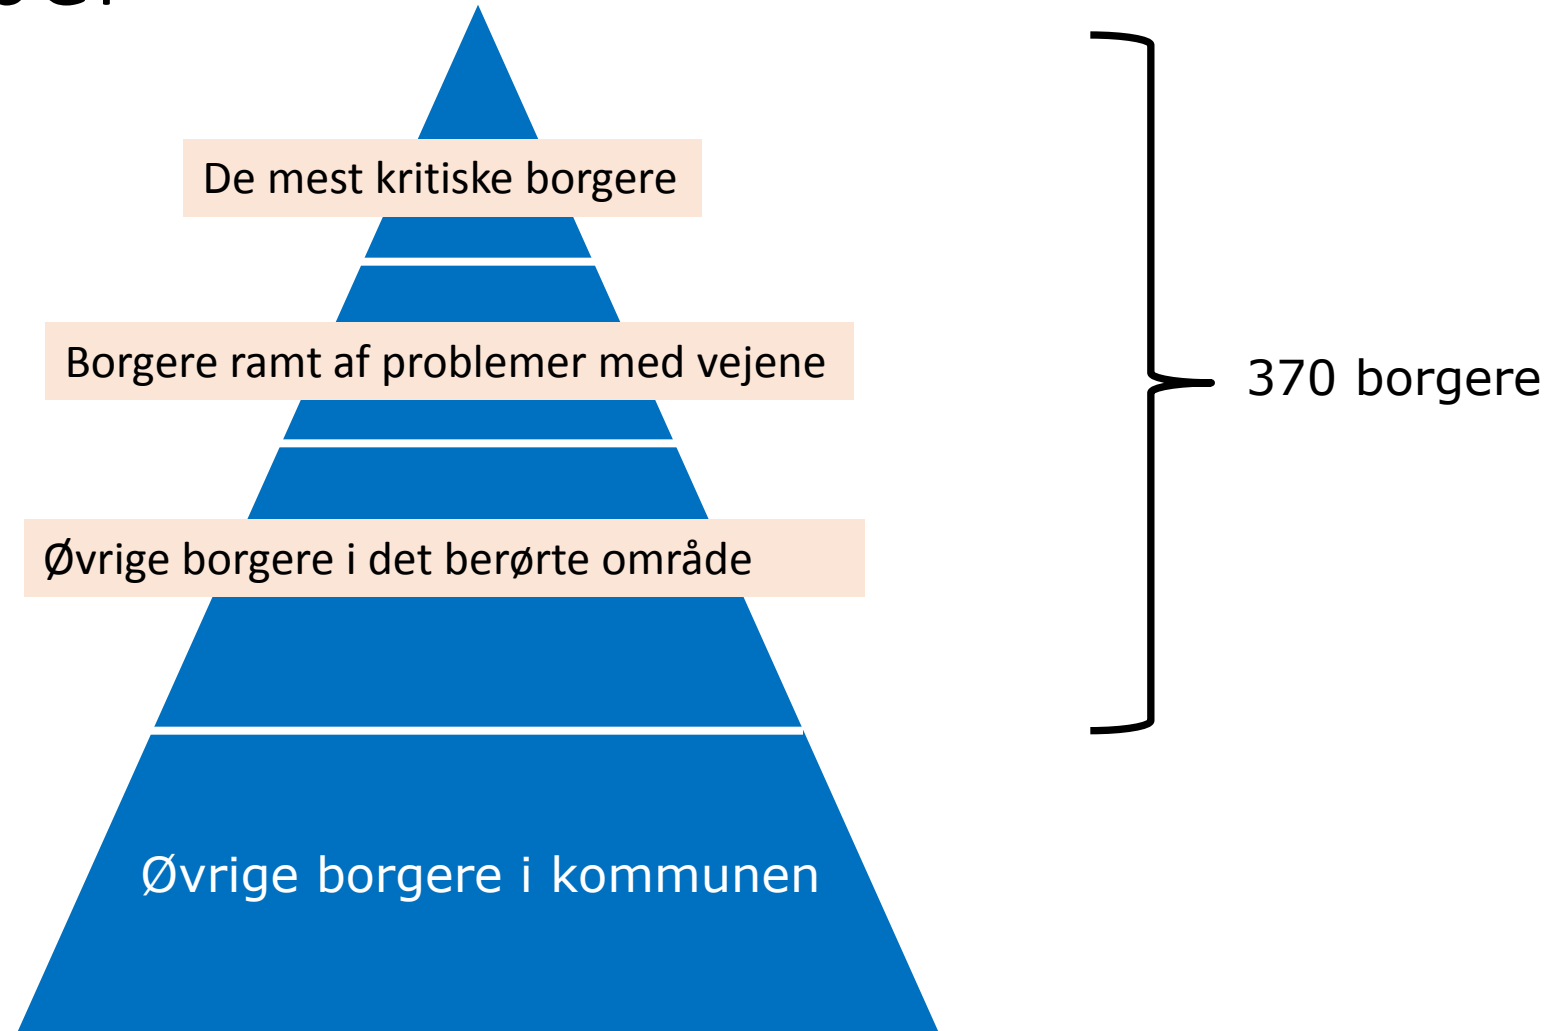 De mest kritiske borgere
Borgere ramt af problemer med vejene
370 borgere
Øvrige borgere i det berørte område
Øvrige borgere i kommunen